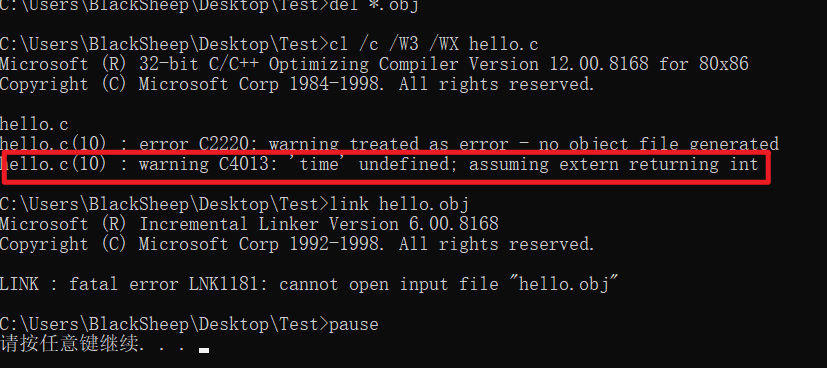 C:\Users\BlackSheep\Desktop\Test>del *.obj
C:\Users\BlackSheep\Desktop\Test>cl /c /W3 /WX hello.c
Microsoft (R) 32-bit C/C++ Optimizing Compiler Version 12.00.8168 for 80x86
Copyright (C) Microsoft Corp 1984-1998. All rights reserved.
hello.c
hello.c(10) : error C2220: warning treated as error - no object file generated
hello.c(10) : warning C4013: 'time' undefined; assuming extern returning int
C:\Users\BlackSheep\Desktop\Test>link hello.obj
Microsoft (R) Incremental Linker Version 6.00.8168
Copyright (C) Microsoft Corp 1992-1998. All rights reserved.
LINK : fatal error LNK1181: cannot open input file "hello.obj"
C:\Users\BlackSheep\Desktop\Test>pause
请按任意键继续. . .